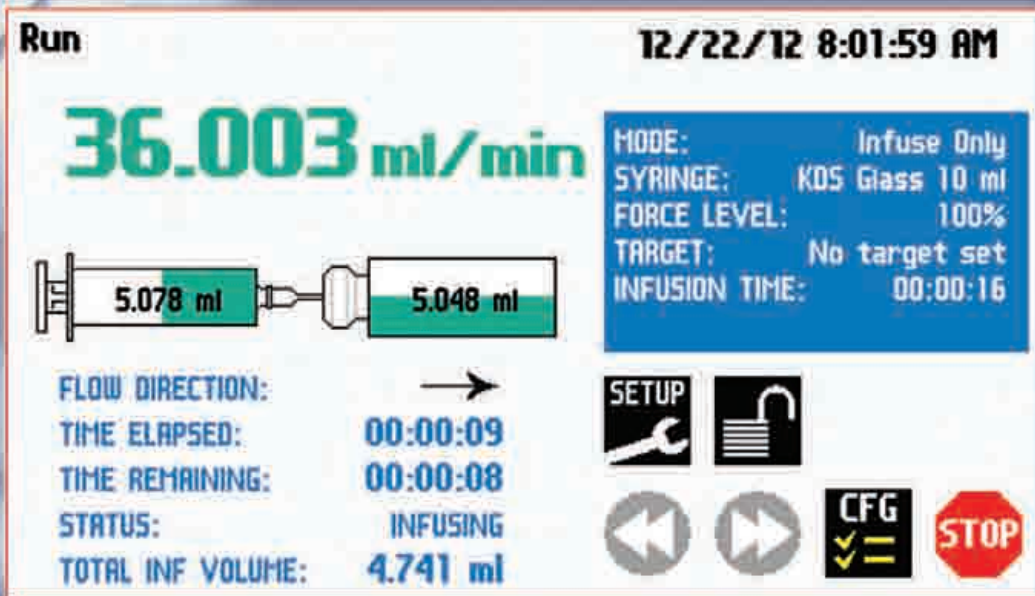 Run
12/22/12 8:01:59 AM
36.003 ml/min
MODE: Infuse Only
SYRINGE: KDS Glass 10 ml
FORCE LEVEL: 100%
TARGET: No target set
INFUSION TIME: 00:00:16
5.078 ml
5.048 ml
FLOW DIRECTION:
TIME ELAPSED: 00:00:09
TIME REMAINING: 00:00:08
STATUS: INFUSING
TOTAL INF VOLUME: 4.741 ml
SETUP
CFG
STOP